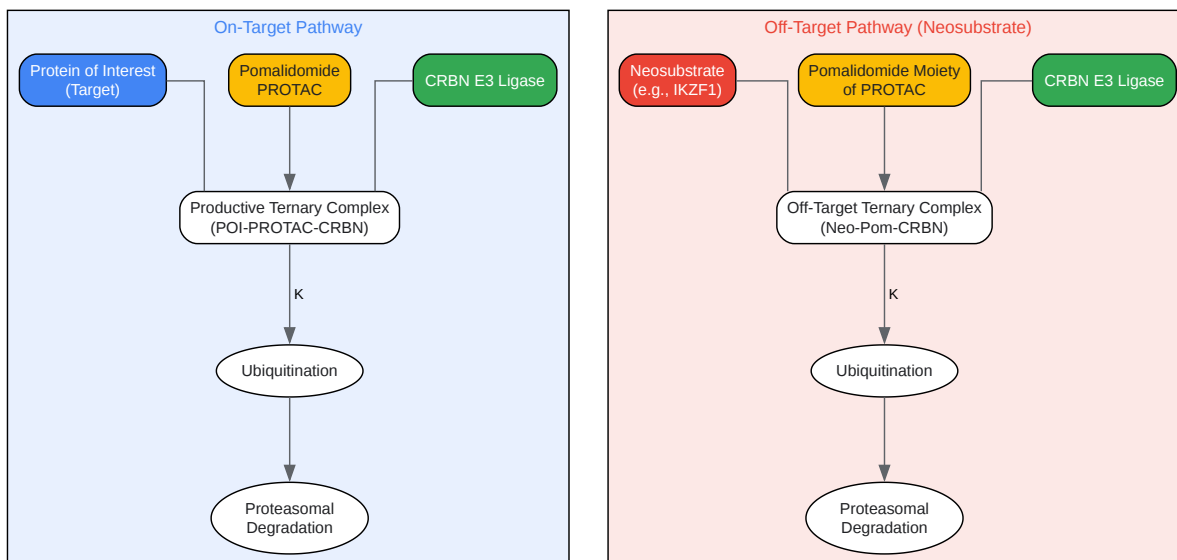 On-Target Pathway
Protein of Interest
(Target)
Pomalidomide
PROTAC
CRBN E3 Ligase
Productive Ternary Complex
(POI-PROTAC-CRBN)
K
Ubiquitination
Proteasomal
Degradation
Off-Target Pathway (Neosubstrate)
Neosubstrate
(e.g., IKZF1)
Pomalidomide Moiety
of PROTAC
CRBN E3 Ligase
Off-Target Ternary Complex
(Neo-Pom-CRBN)
K
Ubiquitination
Proteasomal
Degradation